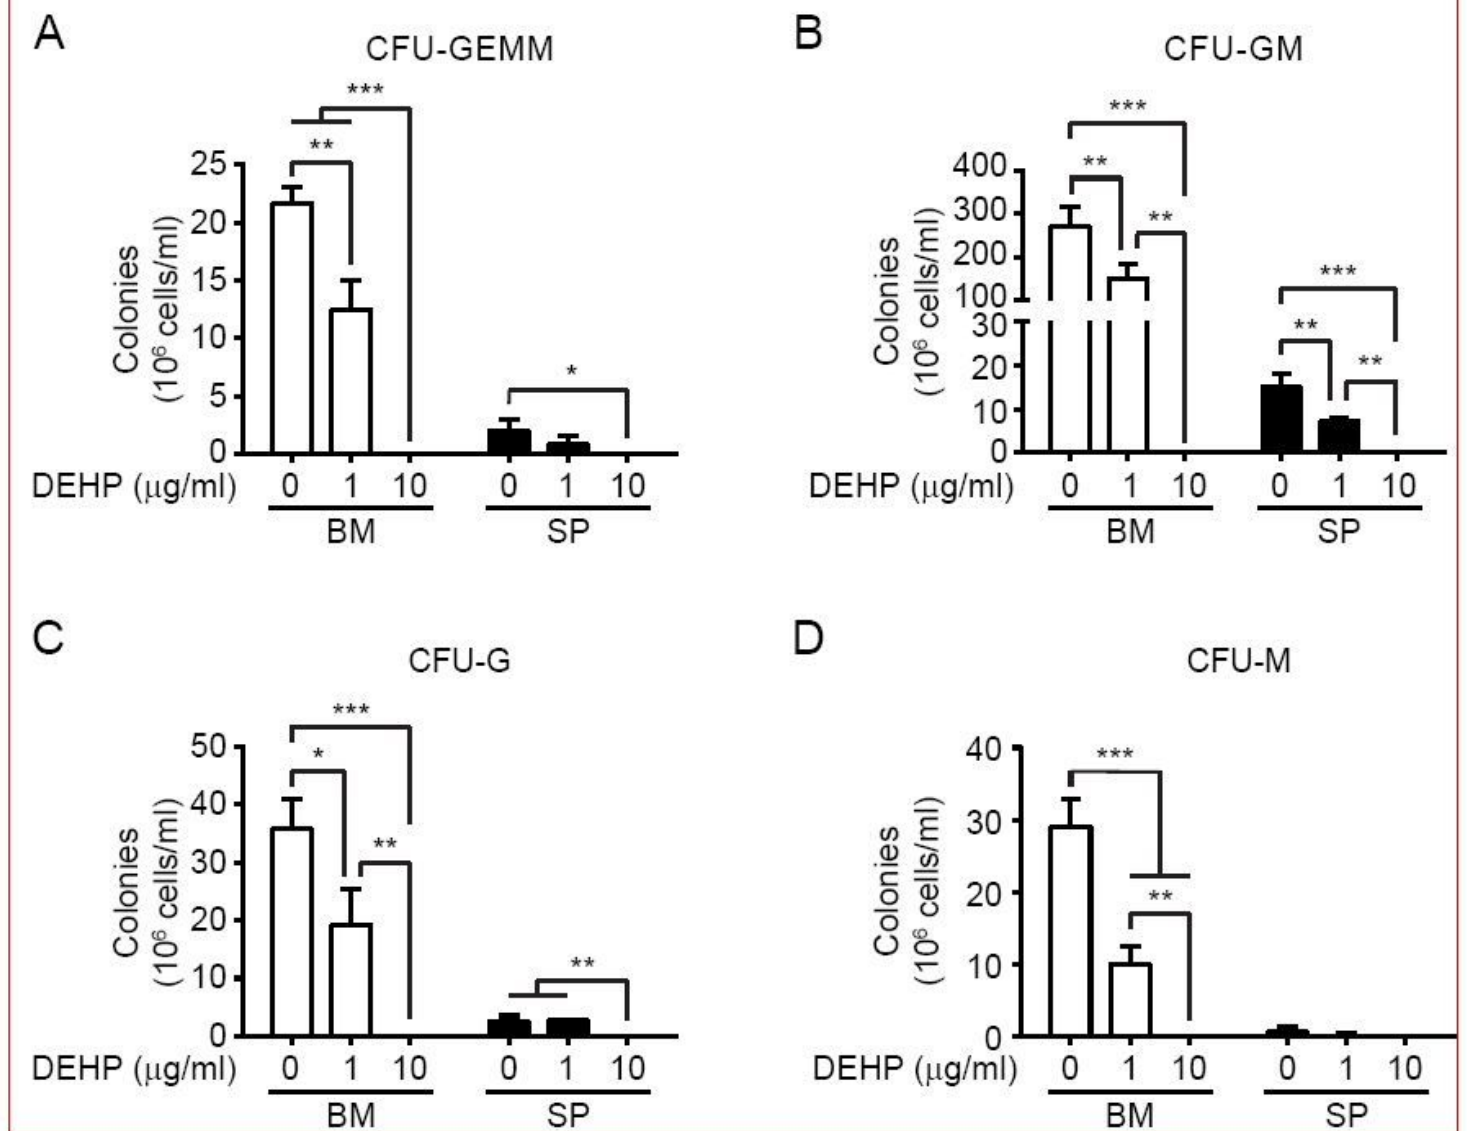 A
CFU-GEMM
***
**
25
20
15
10
5
0
Colonies
(10⁶ cells/ml)
*
DEHP (μg/ml) 0 1 10 0 1 10
BM SP
B
CFU-GM
***
**
**
400
300
200
100
30
20
10
0
Colonies
(10⁶ cells/ml)
***
**
**
DEHP (μg/ml) 0 1 10 0 1 10
BM SP
C
CFU-G
***
*
**
50
40
30
20
10
0
Colonies
(10⁶ cells/ml)
**
DEHP (μg/ml) 0 1 10 0 1 10
BM SP
D
CFU-M
***
**
40
30
20
10
0
Colonies
(10⁶ cells/ml)
DEHP (μg/ml) 0 1 10 0 1 10
BM SP